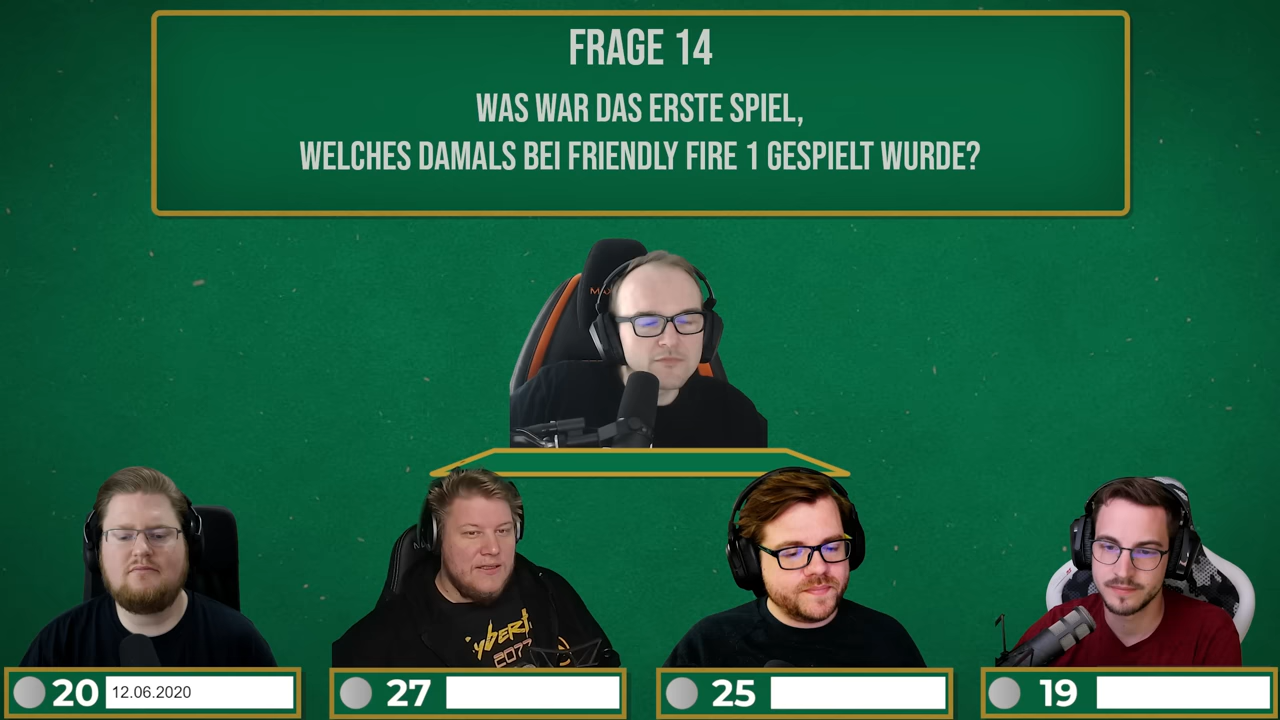 FRAGE 14
WAS WAR DAS ERSTE SPIEL,
WELCHES DAMALS BEI FRIENDLY FIRE 1 GESPIELT WURDE?
20 12.06.2020
27
25
19
2077